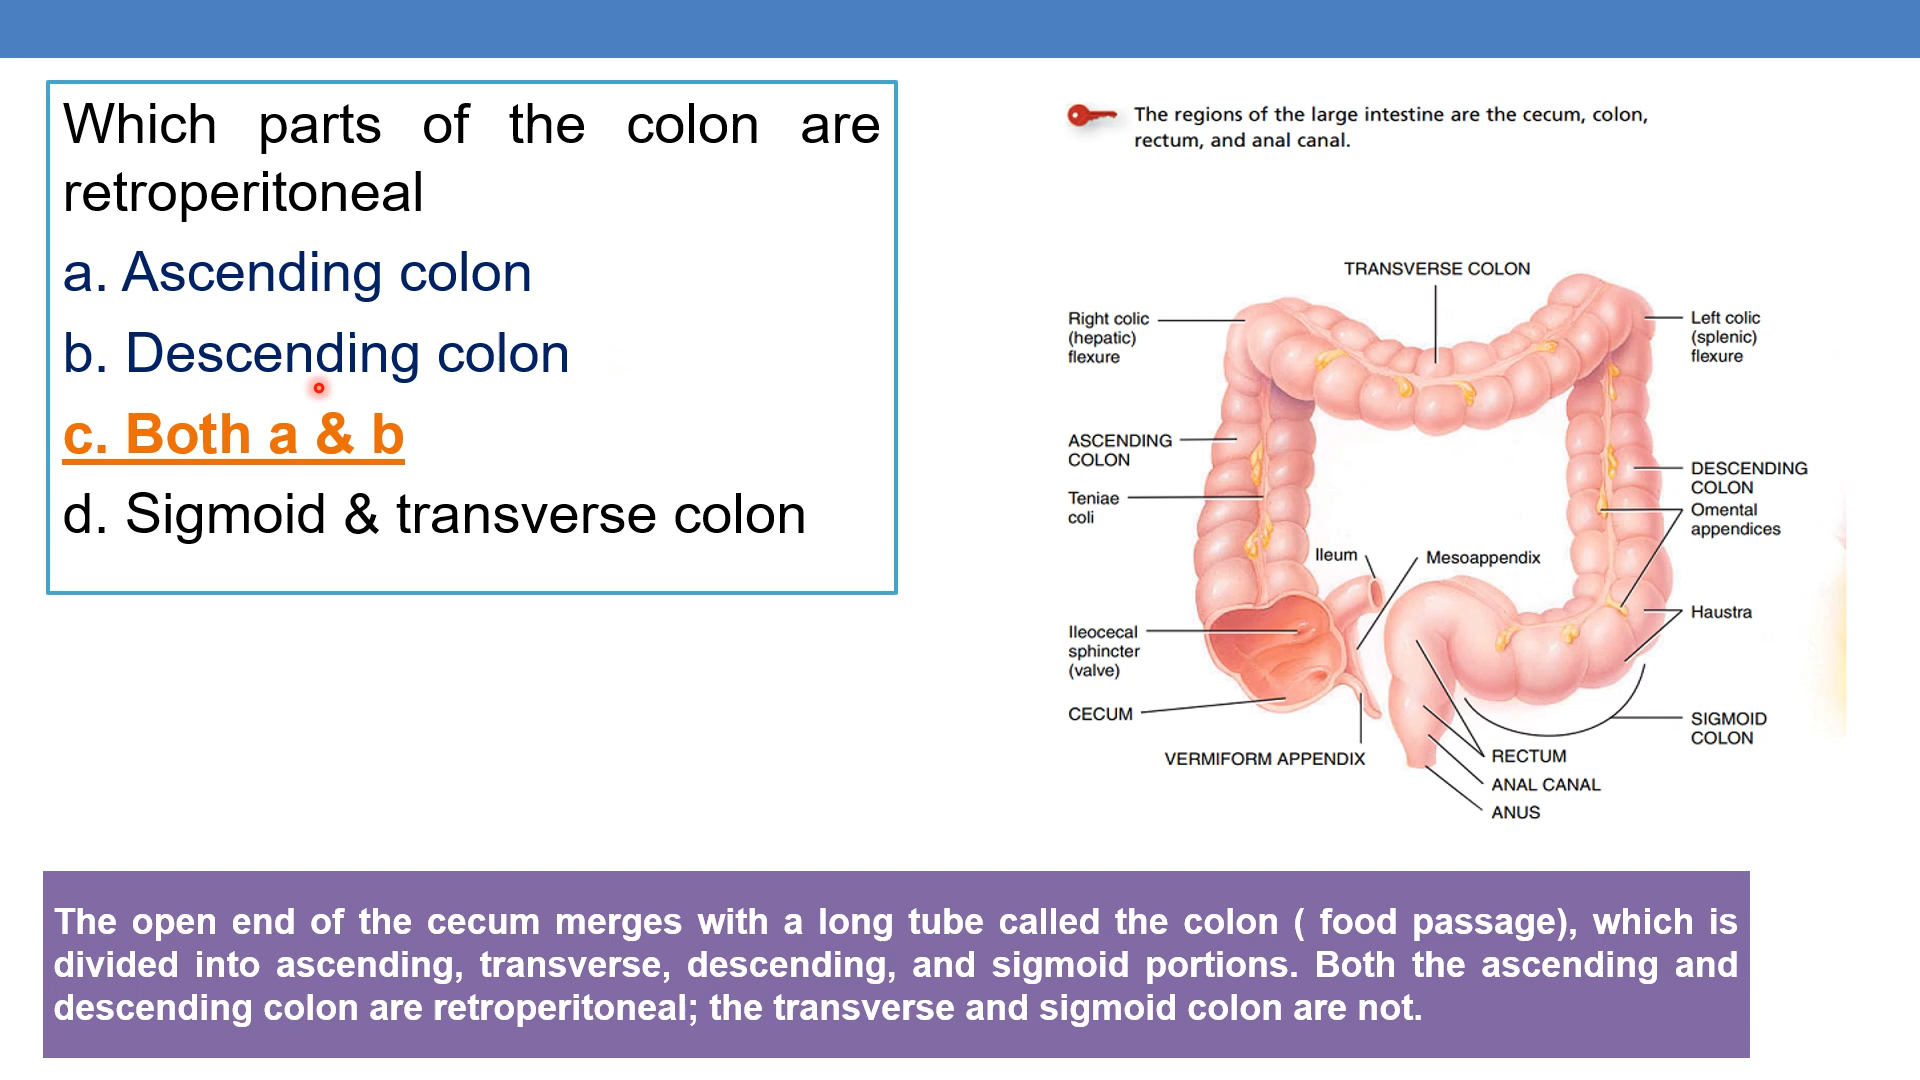 Which parts of the colon are
retroperitoneal
a. Ascending colon
b. Descending colon
c. Both a & b
d. Sigmoid & transverse colon
The regions of the large intestine are the cecum, colon,
rectum, and anal canal.
TRANSVERSE COLON
Right colic
(hepatic)
flexure
Left colic
(splenic)
flexure
ASCENDING
COLON
Teniae
coli
DESCENDING
COLON
Omental
appendices
Ileum
Mesoappendix
Haustra
Ileocecal
sphincter
(valve)
CECUM
VERMIFORM APPENDIX
SIGMOID
COLON
RECTUM
ANAL CANAL
ANUS
The open end of the cecum merges with a long tube called the colon ( food passage), which is
divided into ascending, transverse, descending, and sigmoid portions. Both the ascending and
descending colon are retroperitoneal; the transverse and sigmoid colon are not.